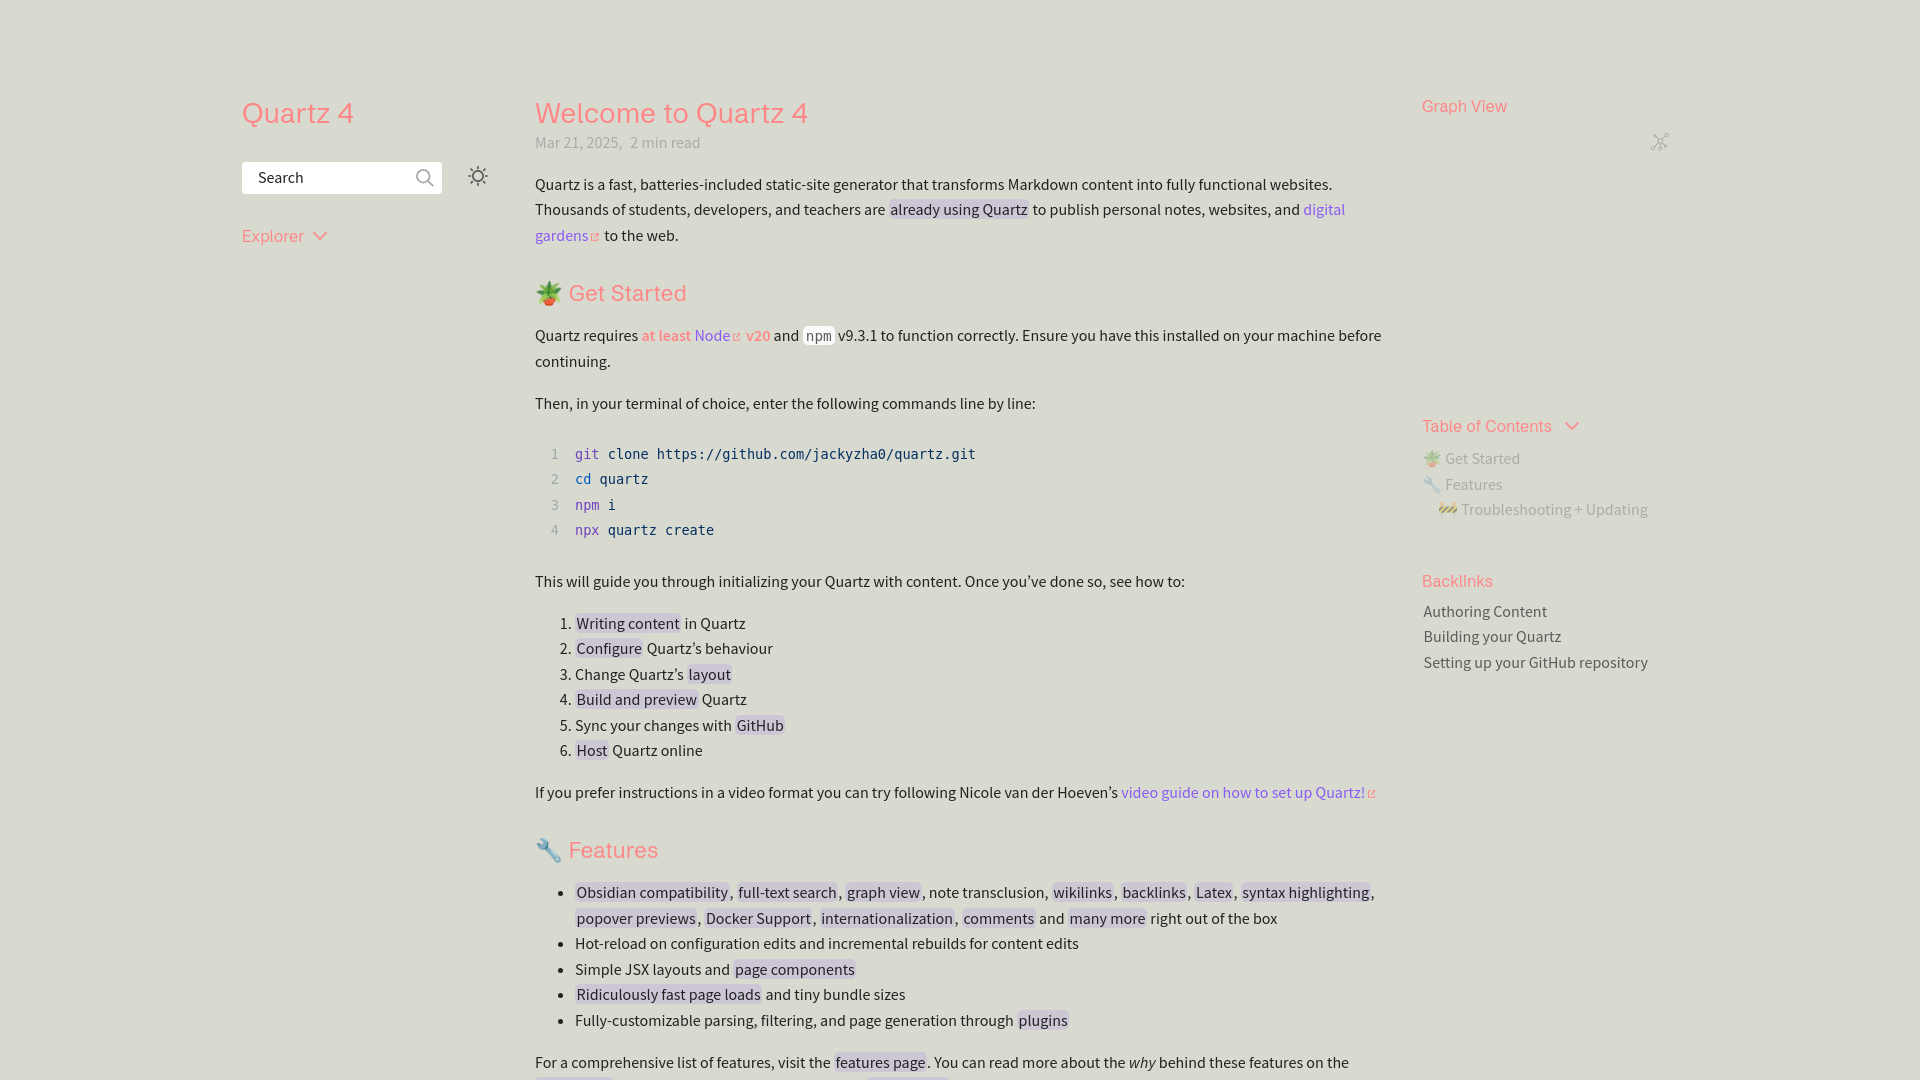 Quartz 4
Search
Explorer
Welcome to Quartz 4
Mar 21, 2025, 2 min read
Quartz is a fast, batteries-included static-site generator that transforms Markdown content into fully functional websites.
Thousands of students, developers, and teachers are already using Quartz to publish personal notes, websites, and digital
gardens to the web.
🪴 Get Started
Quartz requires at least Node v20 and npm v9.3.1 to function correctly. Ensure you have this installed on your machine before
continuing.
Then, in your terminal of choice, enter the following commands line by line:
1 git clone https://github.com/jackyzha0/quartz.git
2 cd quartz
3 npm i
4 npx quartz create
This will guide you through initializing your Quartz with content. Once you’ve done so, see how to:
1. Writing content in Quartz
2. Configure Quartz’s behaviour
3. Change Quartz’s layout
4. Build and preview Quartz
5. Sync your changes with GitHub
6. Host Quartz online
If you prefer instructions in a video format you can try following Nicole van der Hoeven’s video guide on how to set up Quartz!
🔧 Features
• Obsidian compatibility, full-text search, graph view, note transclusion, wikilinks, backlinks, Latex, syntax highlighting,
popover previews, Docker Support, internationalization, comments and many more right out of the box
• Hot-reload on configuration edits and incremental rebuilds for content edits
• Simple JSX layouts and page components
• Ridiculously fast page loads and tiny bundle sizes
• Fully-customizable parsing, filtering, and page generation through plugins
For a comprehensive list of features, visit the features page. You can read more about the why behind these features on the
Graph View
Table of Contents
🪴 Get Started
🔧 Features
🚧 Troubleshooting + Updating
Backlinks
Authoring Content
Building your Quartz
Setting up your GitHub repository